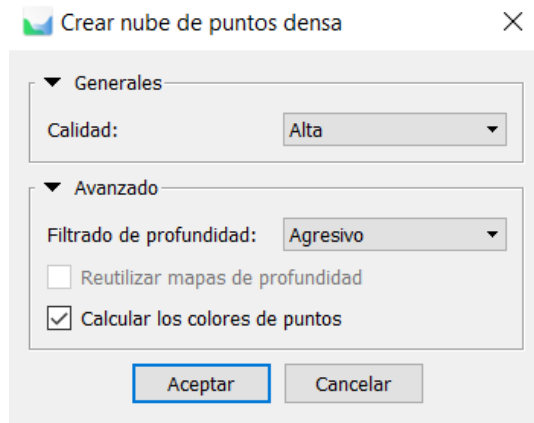 Crear nube de puntos densa
Generales
Calidad: Alta
Avanzado
Filtrado de profundidad: Agresivo
Reutilizar mapas de profundidad
Calcular los colores de puntos
Aceptar Cancelar